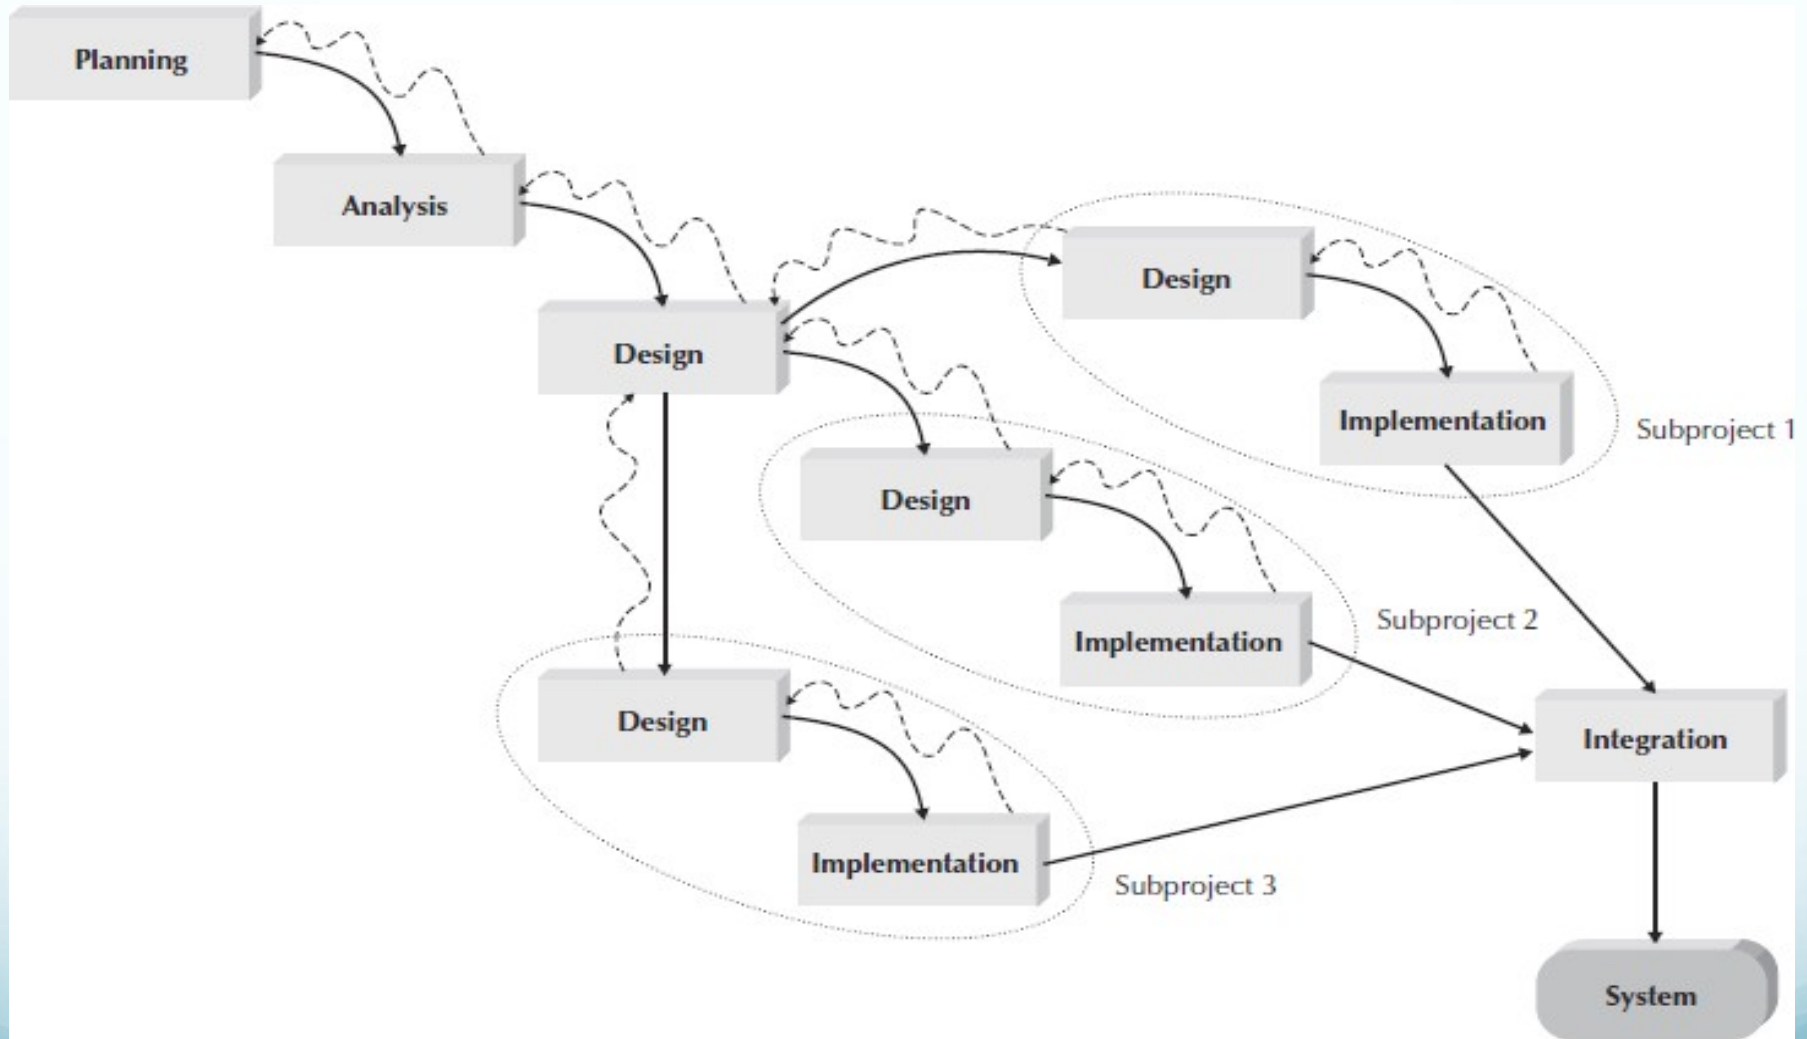 Planning
Analysis
Design
Design
Implementation
Subproject 1
Design
Implementation
Subproject 2
Design
Implementation
Subproject 3
Integration
System